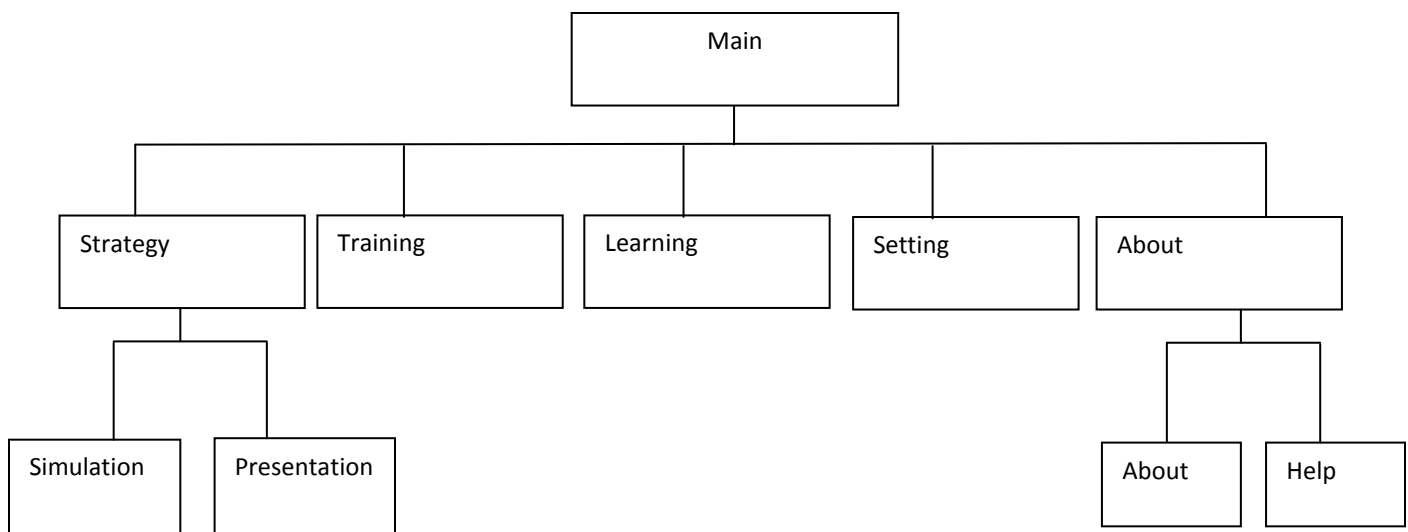 Main
Strategy
Training
Learning
Setting
About
Simulation
Presentation
About
Help